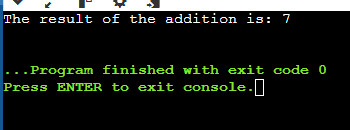 The result of the addition is: 7
...Program finished with exit code 0
Press ENTER to exit console.